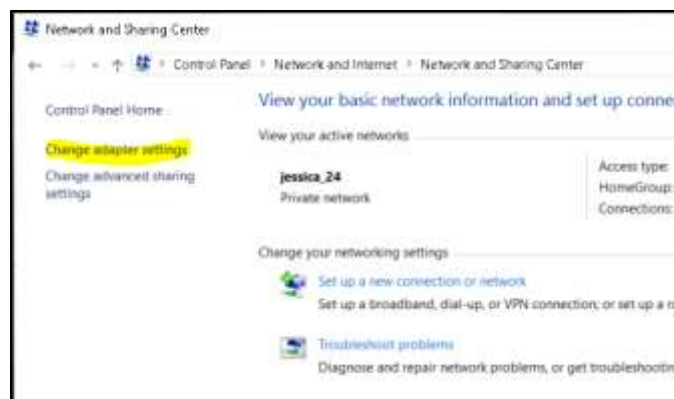 Network and Sharing Center
Control Panel > Network and Internet > Network and Sharing Center
Control Panel Home
Change adapter settings
Change advanced sharing
settings
View your basic network information and set up conne
View your active networks
jessica_24
Private network
Access type:
HomeGroup:
Connections:
Change your networking settings
Set up a new connection or network
Set up a broadband, dial-up, or VPN connection; or set up a
Troubleshoot problems
Diagnose and repair network problems, or get troubleshootin